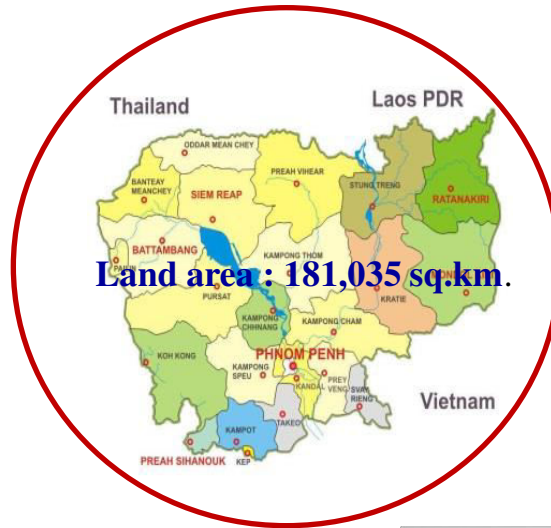 Thailand
Laos PDR
ODDAR MEAN CHEY
PREAH VIHEAR
STUNG TRENG
RATANAKIRI
BANTEAY
MEANCHEY
SIEM REAP
BATTAMBANG
KAMPONG THOM
Land area : 181,035 sq.km.
PURSAT
KRATIE
KAMPONG
CHHNANG
KAMPONG CHAM
PHNOM PENH
KOH KONG
KAMPONG
SPEU
KANDAL
PREY
VENG
SVAY
RIENG
Vietnam
TAKEO
KAMPOT
PREAH SIHANOUK
KEP